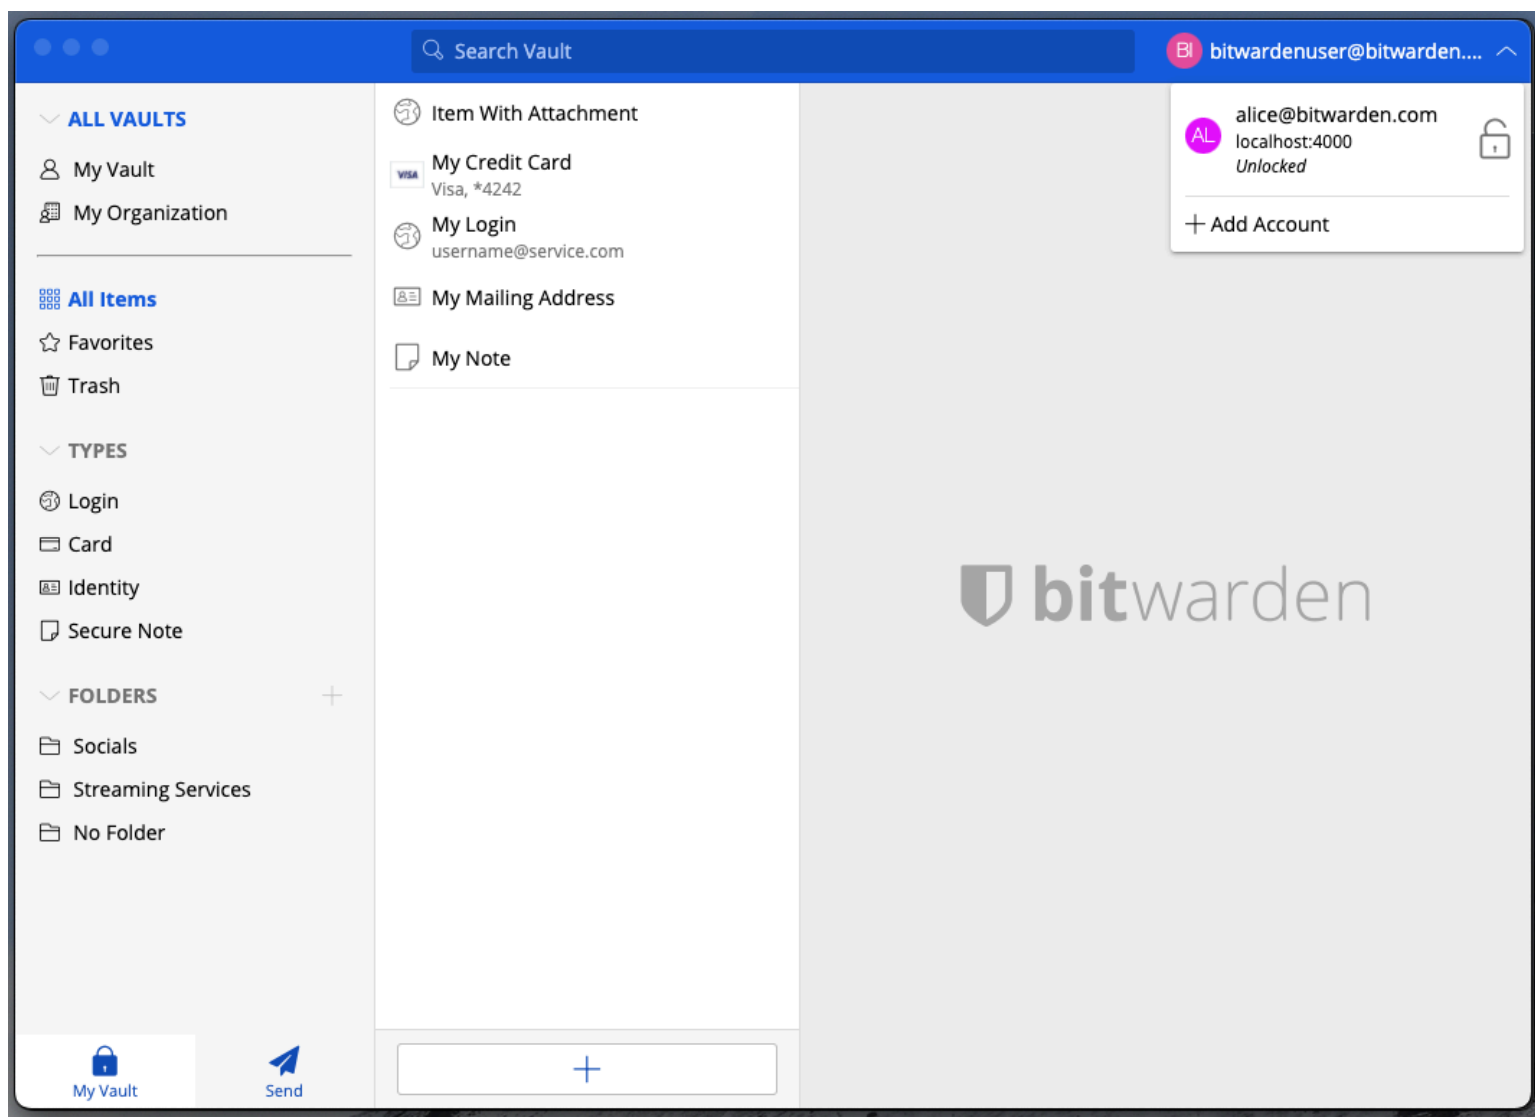 Search Vault
BI bitwardenuser@bitwarden....
ALL VAULTS
My Vault
My Organization
All Items
Favorites
Trash
TYPES
Login
Card
Identity
Secure Note
FOLDERS
Socials
Streaming Services
No Folder
My Vault
Send
Item With Attachment
VISA
My Credit Card
Visa, *4242
My Login
username@service.com
My Mailing Address
My Note
AL
alice@bitwarden.com
localhost:4000
Unlocked
Add Account
bitwarden